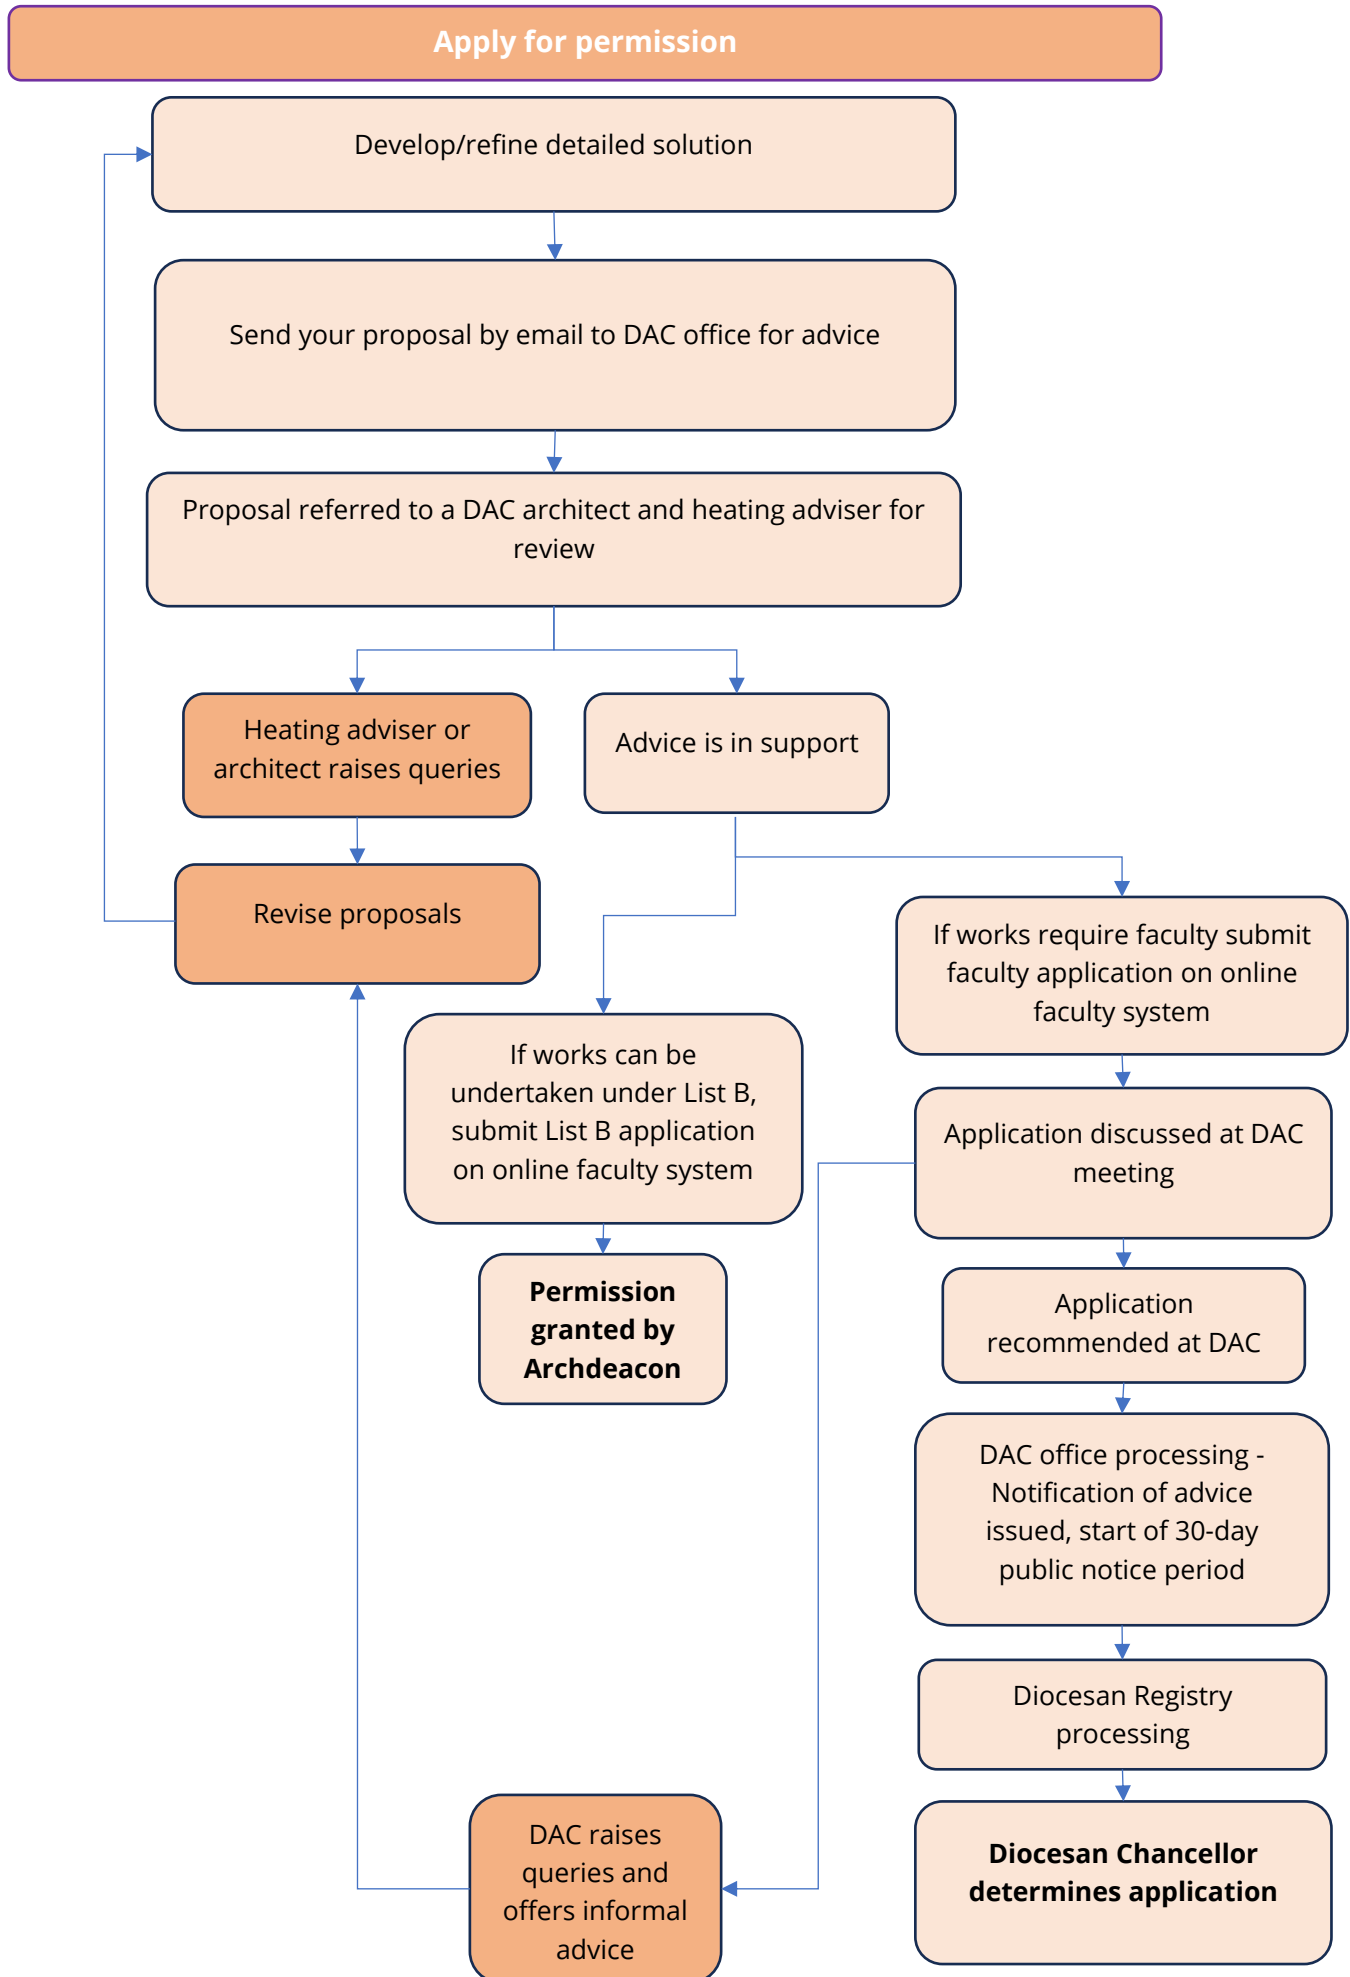 Apply for permission
Develop/refine detailed solution
Send your proposal by email to DAC office for advice
Proposal referred to a DAC architect and heating adviser for
review
Heating adviser or
architect raises queries
Advice is in support
Revise proposals
If works require faculty submit
faculty application on online
faculty system
If works can be
undertaken under List B,
submit List B application
on online faculty system
Application discussed at DAC
meeting
Permission
granted by
Archdeacon
Application
recommended at DAC
DAC office processing -
Notification of advice
issued, start of 30-day
public notice period
Diocesan Registry
processing
DAC raises
queries and
offers informal
advice
Diocesan Chancellor
determines application